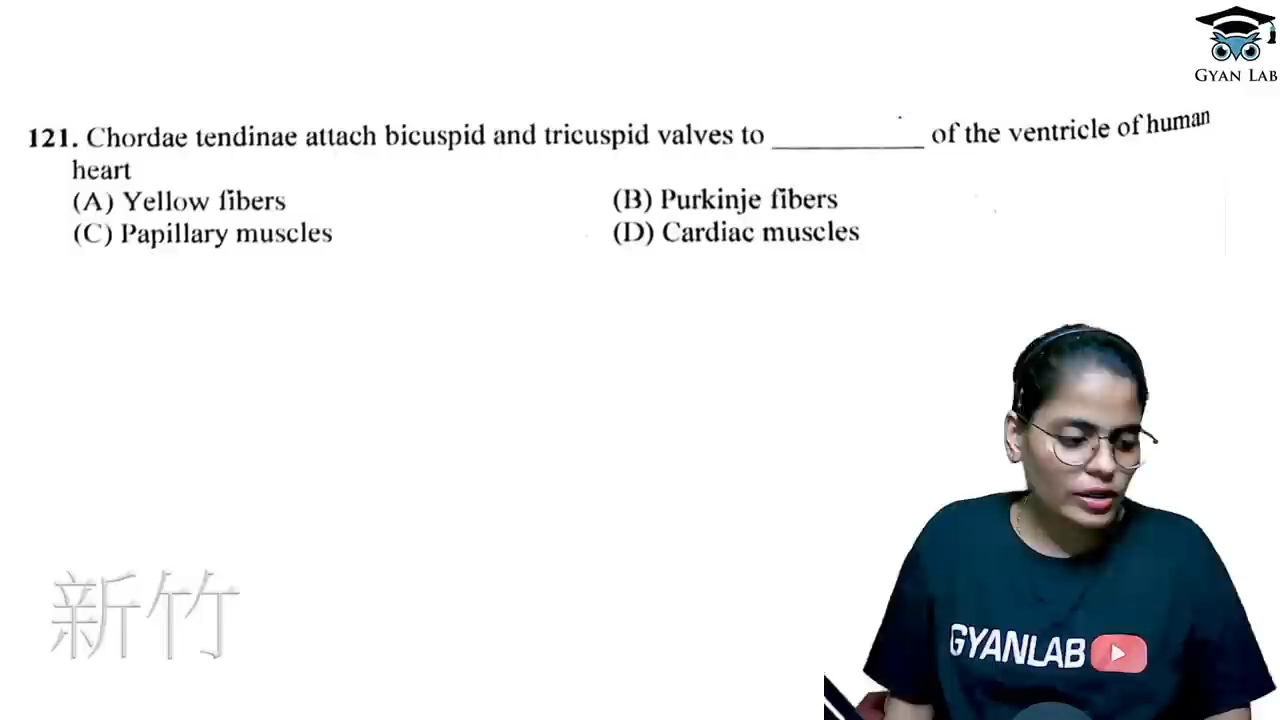 GYAN LAB
121. Chordae tendinae attach bicuspid and tricuspid valves to __________ of the ventricle of human
heart
(A) Yellow fibers
(B) Purkinje fibers
(C) Papillary muscles
(D) Cardiac muscles
新竹
GYANLAB